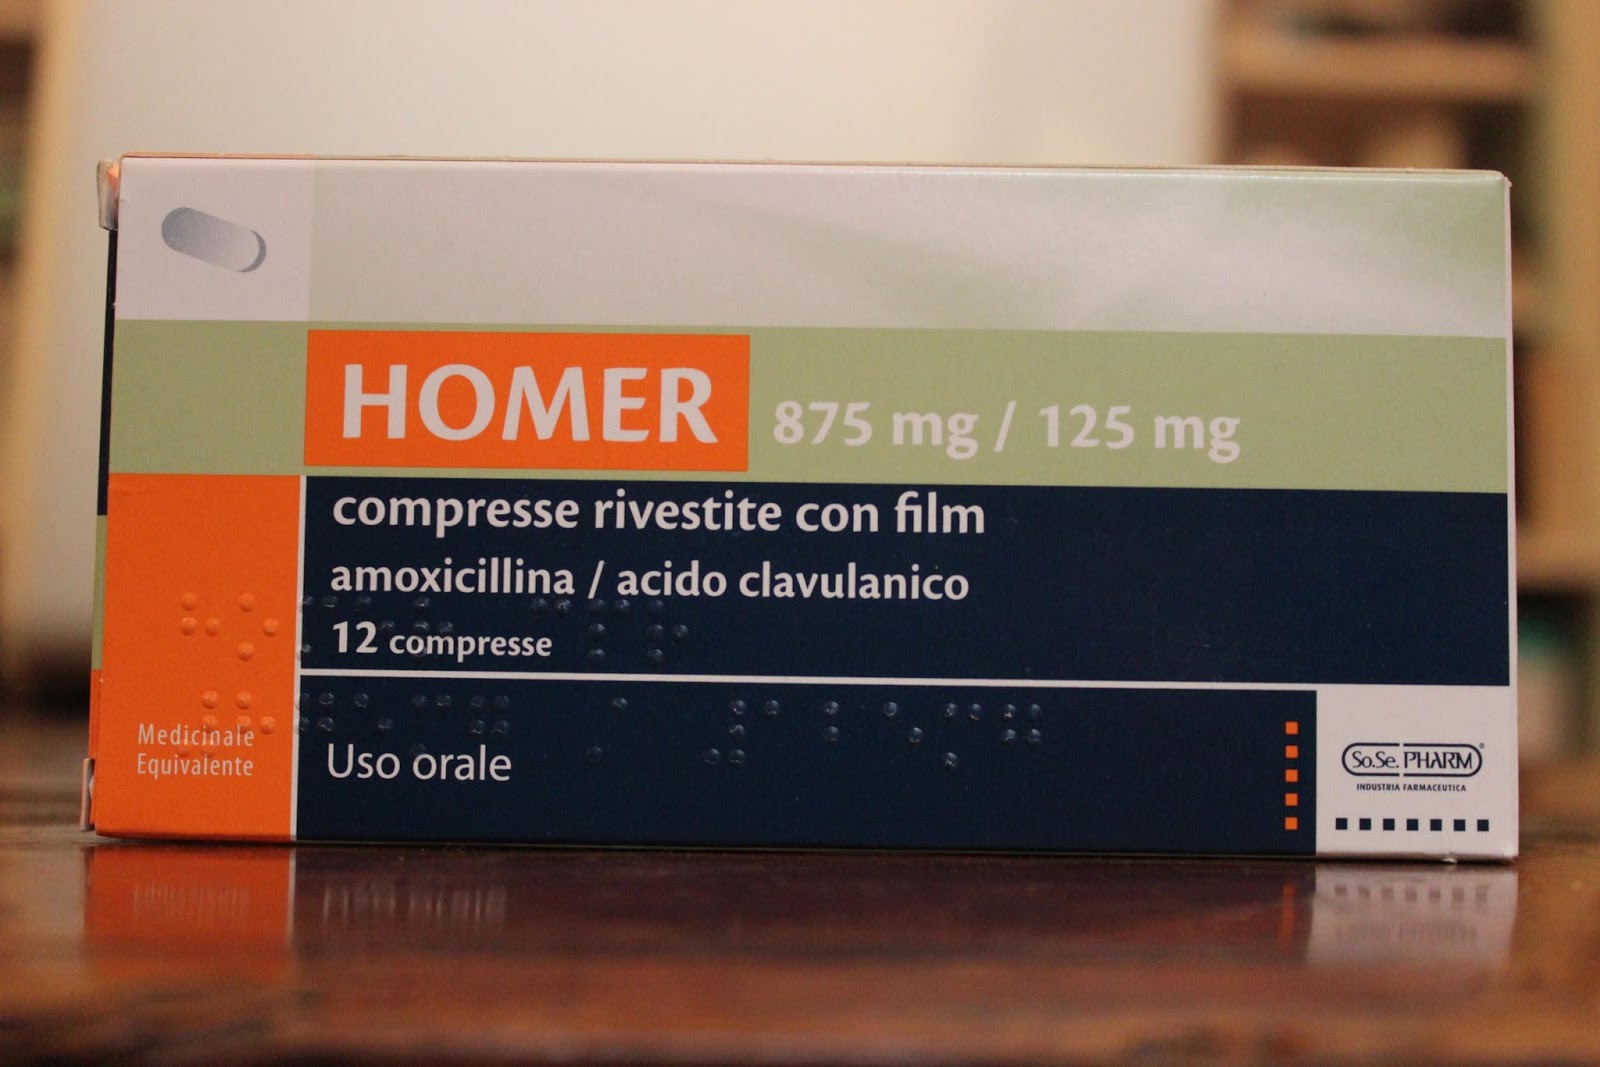 HOMER 875 mg / 125 mg
compresse rivestite con film
amoxicillina / acido clavulanico
12 compresse
Medicinale
Equivalente
Uso orale
So.Se. PHARM®
INDUSTRIA FARMACEUTICA